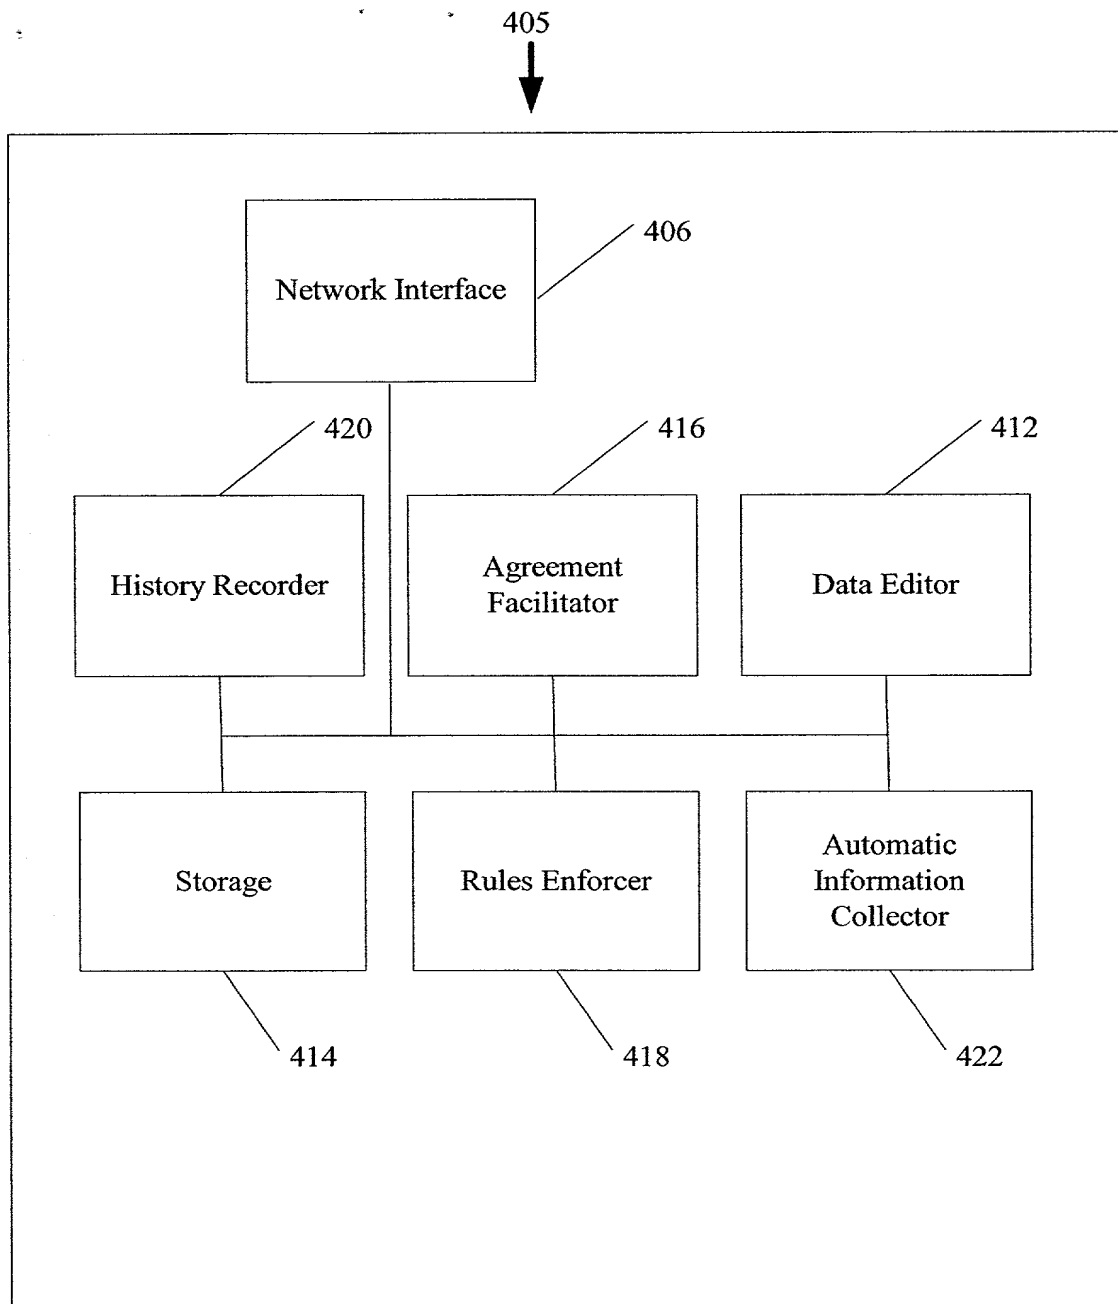 405
406
Network Interface
420
416
412
History Recorder
Agreement
Facilitator
Data Editor
Storage
Rules Enforcer
Automatic
Information
Collector
414
418
422